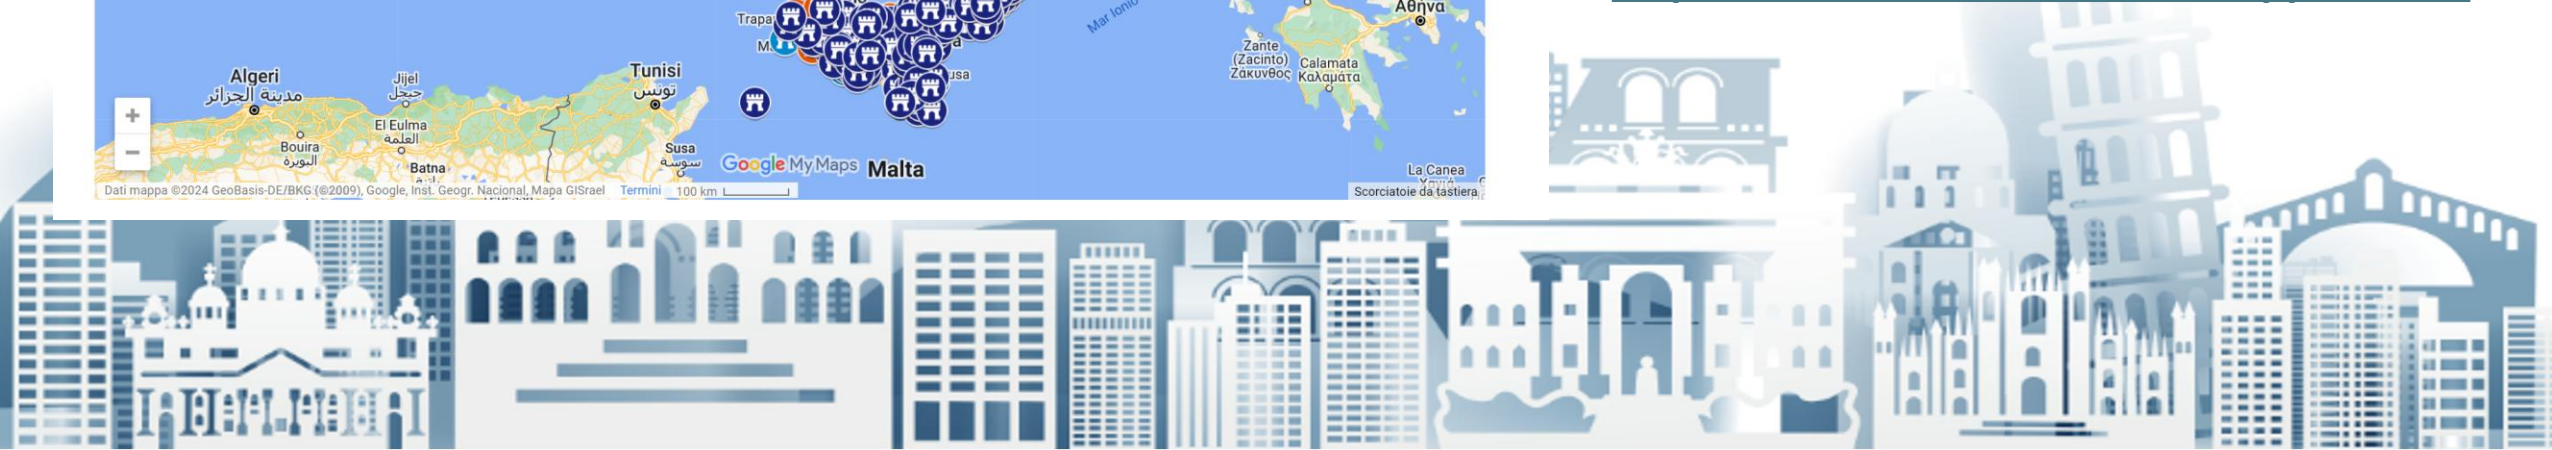 Mar Ionio
Αθήνα
Trapa
M
a
usa
Zante
(Zacinto)
Ζάκυνθος
Calamata
Καλαμάτα
Algeri
مدينة الجزائر
Jijel
جيجل
Tunisi
تونس
El Eulma
العلمة
Bouira
البويرة
Batna
Susa
سوسة
+
−
Google My Maps
Malta
La Canea
Dati mappa ©2024 GeoBasis-DE/BKG (©2009), Google, Inst. Geogr. Nacional, Mapa GISrael
Termini
100 km
Scorciatoie da tastiera